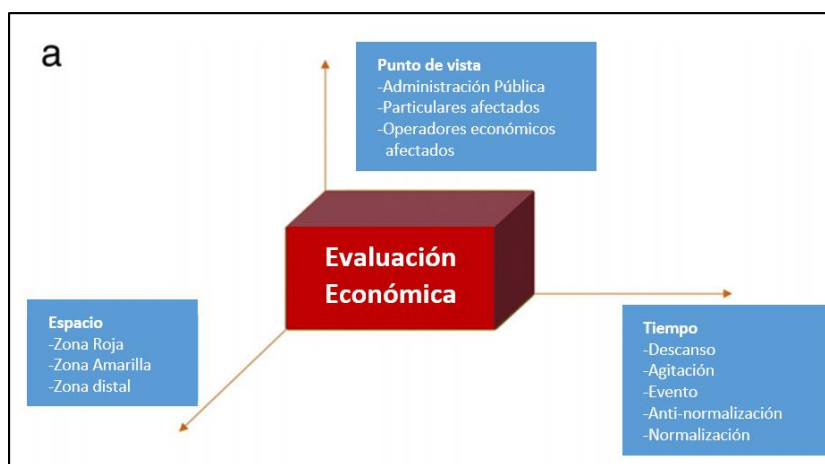 a
Punto de vista
-Administración Pública
-Particulares afectados
-Operadores económicos
afectados
Evaluación
Económica
Espacio
-Zona Roja
-Zona Amarilla
-Zona distal
Tiempo
-Descanso
-Agitación
-Evento
-Anti-normalización
-Normalización